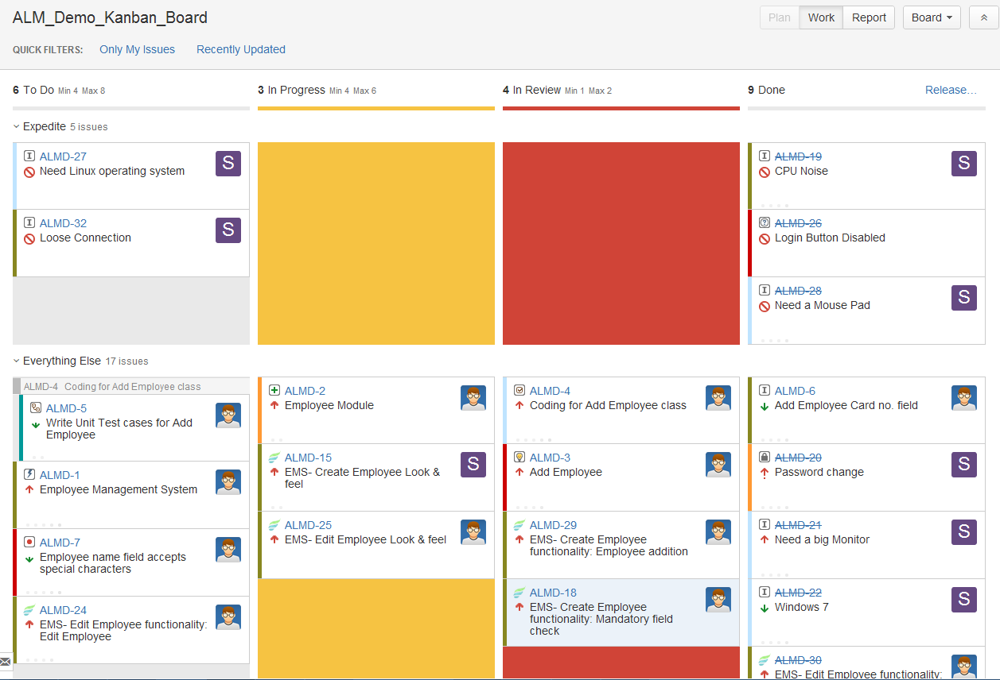 ALM_Demo_Kanban_Board
Plan Work Report Board
QUICK FILTERS: Only My Issues Recently Updated
6 To Do Min 4 Max 8
3 In Progress Min 4 Max 6
4 In Review Min 1 Max 2
9 Done Release...
Expedite 5 issues
ALMD-27
Need Linux operating system
S
ALMD-32
Loose Connection
S
ALMD-19
CPU Noise
S
ALMD-26
Login Button Disabled
ALMD-28
Need a Mouse Pad
S
Everything Else 17 issues
ALMD-4 Coding for Add Employee class
ALMD-5
Write Unit Test cases for Add
Employee
ALMD-1
Employee Management System
ALMD-7
Employee name field accepts
special characters
ALMD-24
EMS- Edit Employee functionality:
Edit Employee
ALMD-2
Employee Module
ALMD-15
EMS- Create Employee Look &
feel
S
ALMD-25
EMS- Edit Employee Look & feel
ALMD-4
Coding for Add Employee class
ALMD-3
Add Employee
ALMD-29
EMS- Create Employee
functionality: Employee addition
ALMD-18
EMS- Create Employee
functionality: Mandatory field
check
ALMD-6
Add Employee Card no. field
ALMD-20
Password change
S
ALMD-21
Need a big Monitor
S
ALMD-22
Windows 7
S
ALMD-30
EMS- Edit Employee functionality: